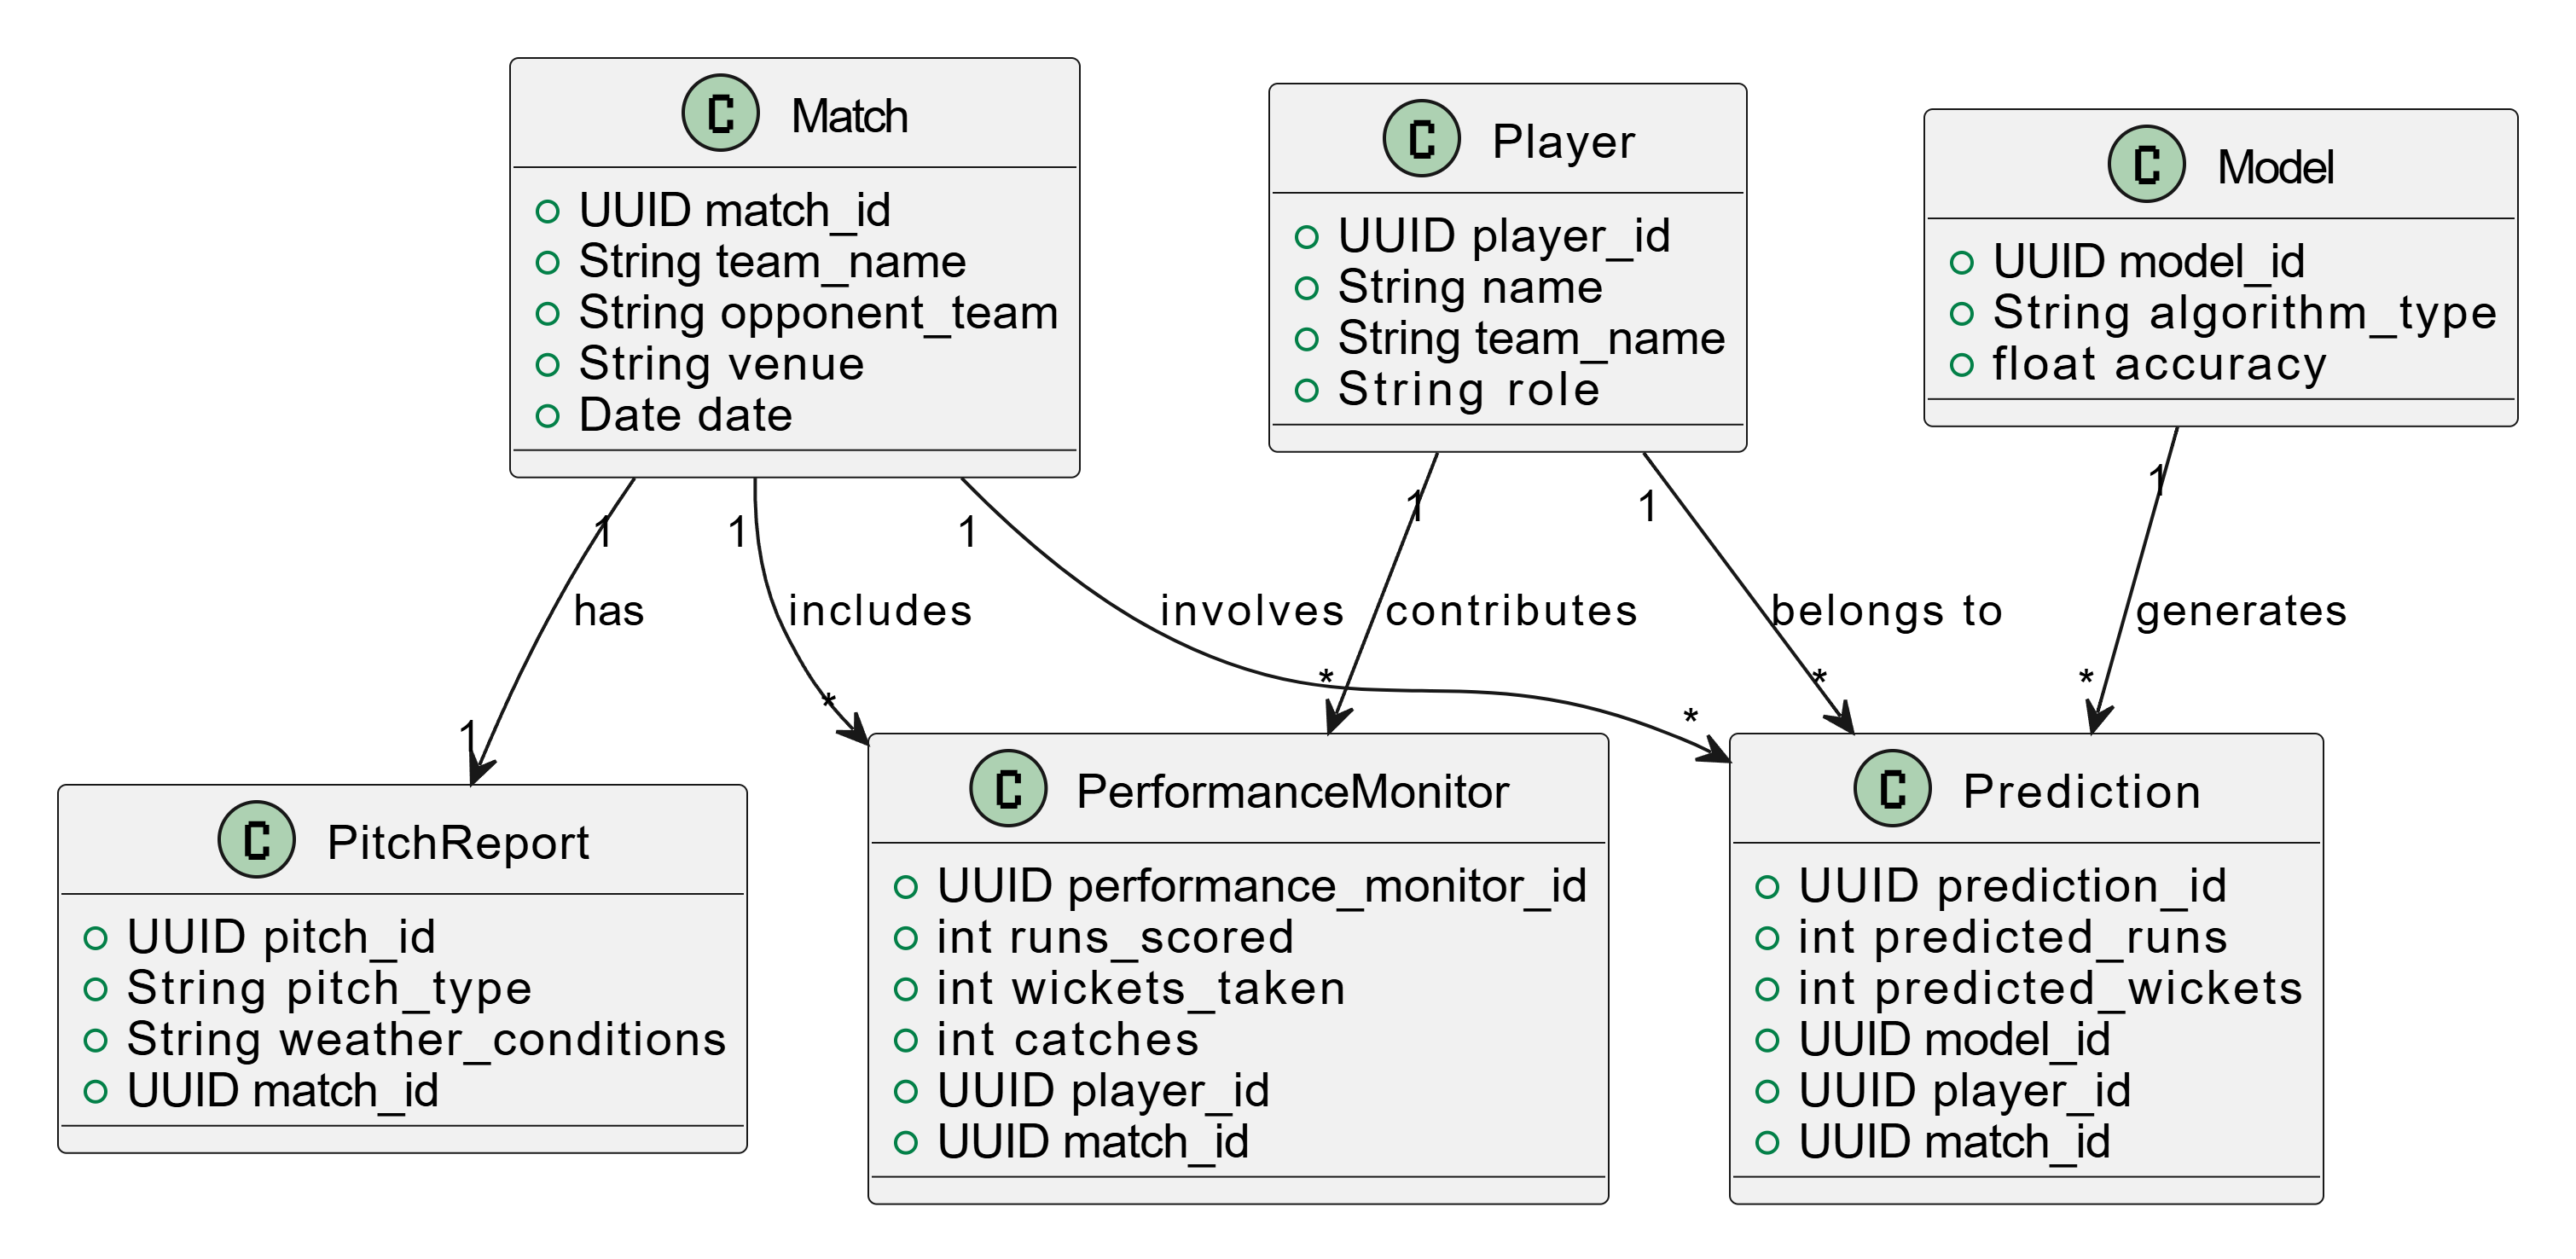 C Match
UUID match_id
String team_name
String opponent_team
String venue
Date date
C Player
UUID player_id
String name
String team_name
String role
C Model
UUID model_id
String algorithm_type
float accuracy
1
1
1
1
1
1
has
includes
involves
contributes
belongs to
generates
1
*
*
*
*
*
C PitchReport
UUID pitch_id
String pitch_type
String weather_conditions
UUID match_id
C PerformanceMonitor
UUID performance_monitor_id
int runs_scored
int wickets_taken
int catches
UUID player_id
UUID match_id
C Prediction
UUID prediction_id
int predicted_runs
int predicted_wickets
UUID model_id
UUID player_id
UUID match_id